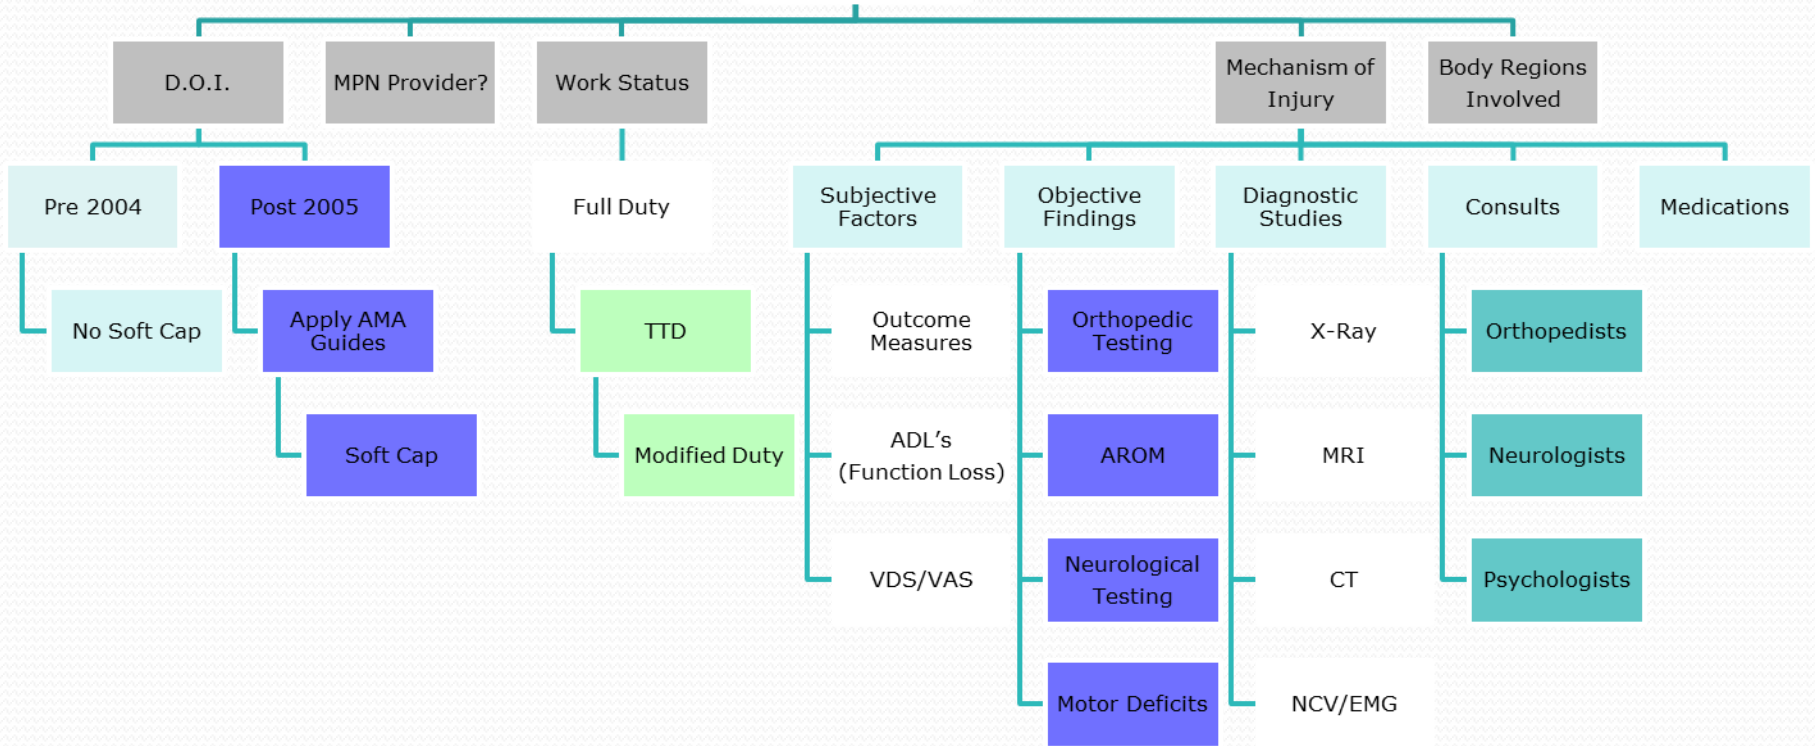 D.O.I.
MPN Provider?
Work Status
Mechanism of
Injury
Body Regions
Involved
Pre 2004
Post 2005
Full Duty
Subjective
Factors
Objective
Findings
Diagnostic
Studies
Consults
Medications
No Soft Cap
Apply AMA
Guides
TTD
Outcome
Measures
Orthopedic
Testing
X-Ray
Orthopedists
Soft Cap
Modified Duty
ADL’s
(Function Loss)
AROM
MRI
Neurologists
VDS/VAS
Neurological
Testing
CT
Psychologists
Motor Deficits
NCV/EMG